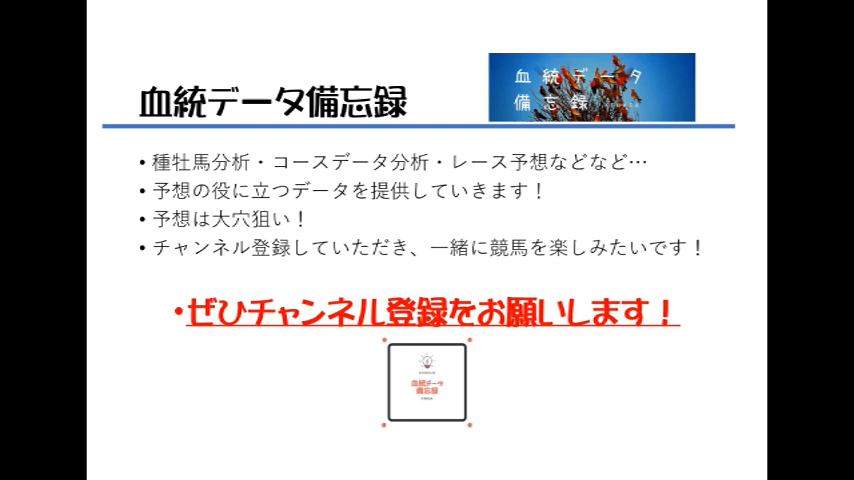 血統データ備忘録
血統データ
備忘録
• 種牡馬分析・コースデータ分析・レース予想などなど…
• 予想の役に立つデータを提供していきます！
• 予想は大穴狙い！
• チャンネル登録していただき、一緒に競馬を楽しみたいです！
•ぜひチャンネル登録をお願いします！
血統データ
備忘録